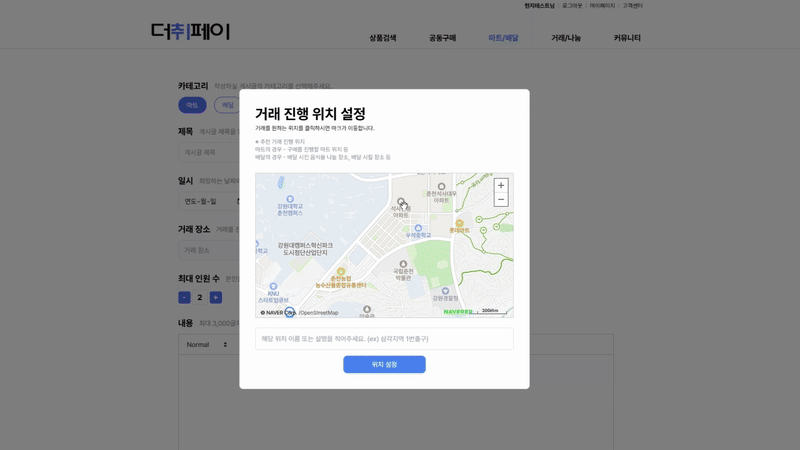 현지테스트님 | 로그아웃 | 마이페이지 | 고객센터
더취페이
상품검색 공동구매 마트/배달 거래/나눔 커뮤니티
카테고리 작성하실 게시글의 카테고리를 선택해주세요.
마트 배달
제목 게시글 제목을
게시글 제목
일시 희망하는 날짜와
연도-월-일
거래 장소 거래를 원
거래 장소
최대 인원 수 본인
- 2 +
내용 최대 3,000글자
Normal
거래 진행 위치 설정
거래를 원하는 위치를 클릭하시면 마크가 이동합니다.
※ 추천 거래 진행 위치
마트의 경우 - 구매를 진행할 마트 위치 등
배달의 경우 - 배달 시킨 음식을 나눌 장소, 배달 시킬 장소 등
강원대학교
춘천캠퍼스
춘천석사대우
아파트
아파트
우석중학교
롯데마트
강원대캠퍼스혁신파크
도시첨단산업단지
춘천농협
농수산물종합유통센터
국립춘천
박물관
KNU
스타트업큐브
강원경찰청
미술관
+
−
© NAVER Corp. /OpenStreetMap
NAVER
200m
해당 위치 이름 또는 설명을 적어주세요. (ex) 삼각지역 1번출구)
위치 설정